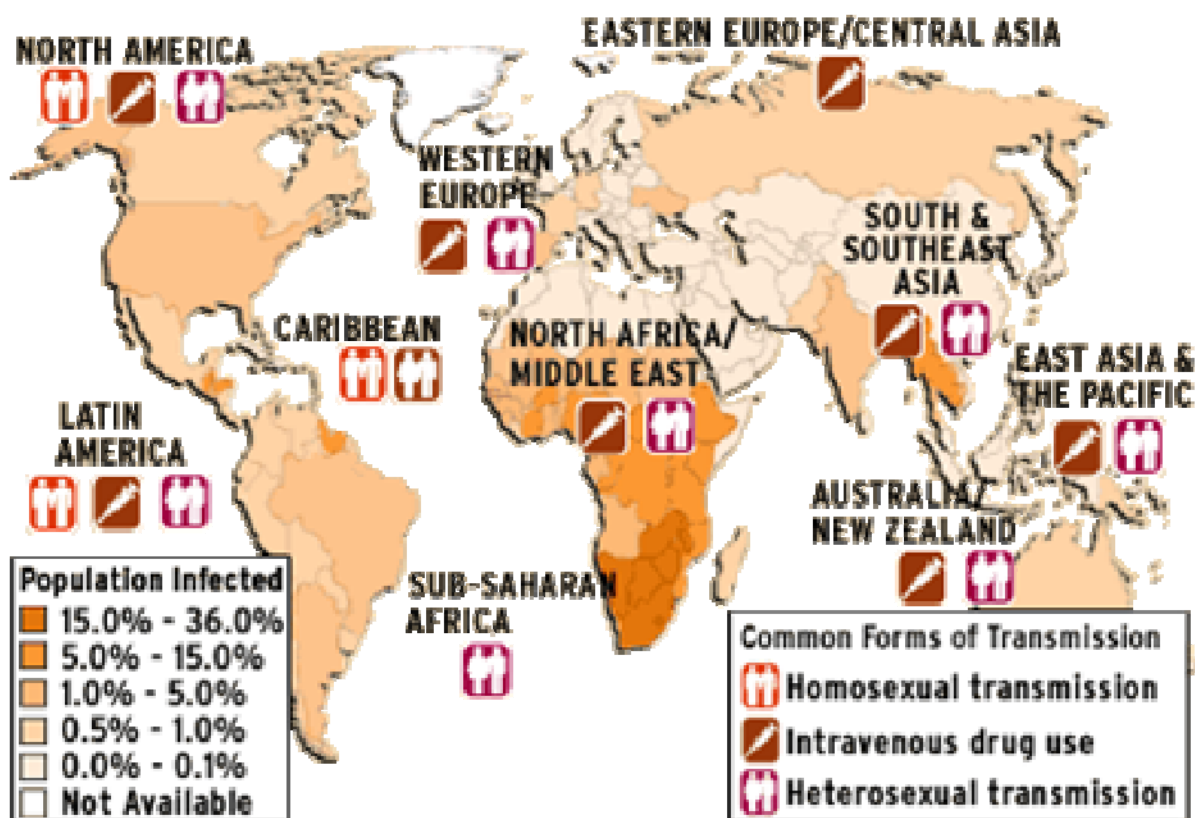 NORTH AMERICA
EASTERN EUROPE/CENTRAL ASIA
WESTERN
EUROPE
SOUTH &
SOUTHEAST
ASIA
CARIBBEAN
NORTH AFRICA/
MIDDLE EAST
EAST ASIA &
THE PACIFIC
LATIN
AMERICA
AUSTRALIA/
NEW ZEALAND
SUB-SAHARAN
AFRICA
Population Infected
15.0% - 36.0%
5.0% - 15.0%
1.0% - 5.0%
0.5% - 1.0%
0.0% - 0.1%
Not Available
Common Forms of Transmission
Homosexual transmission
Intravenous drug use
Heterosexual transmission